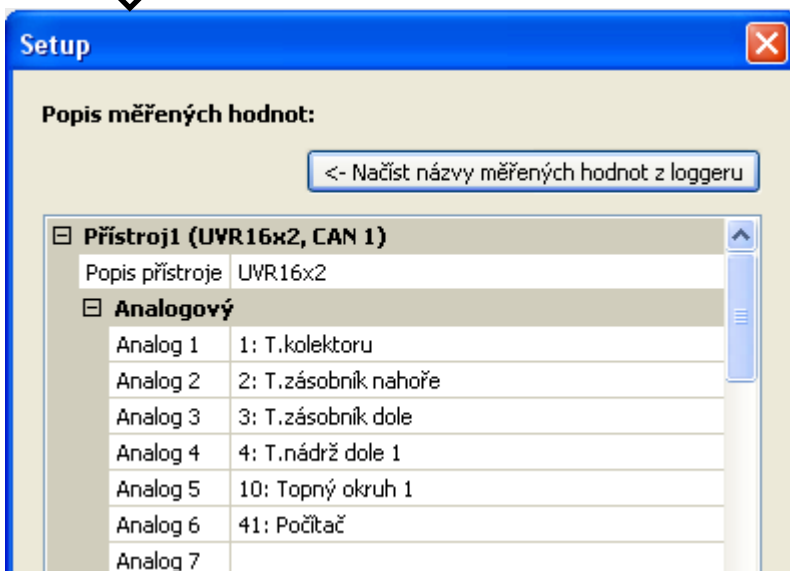 Setup
Popis měřených hodnot:
<- Načíst názvy měřených hodnot z loggeru
Přístroj1 (UVR16x2, CAN 1)
Popis přístroje UVR16x2
Analogový
Analog 1 1: T.kolektoru
Analog 2 2: T.zásobník nahoře
Analog 3 3: T.zásobník dole
Analog 4 4: T.nádrž dole 1
Analog 5 10: Topný okruh 1
Analog 6 41: Počítač
Analog 7